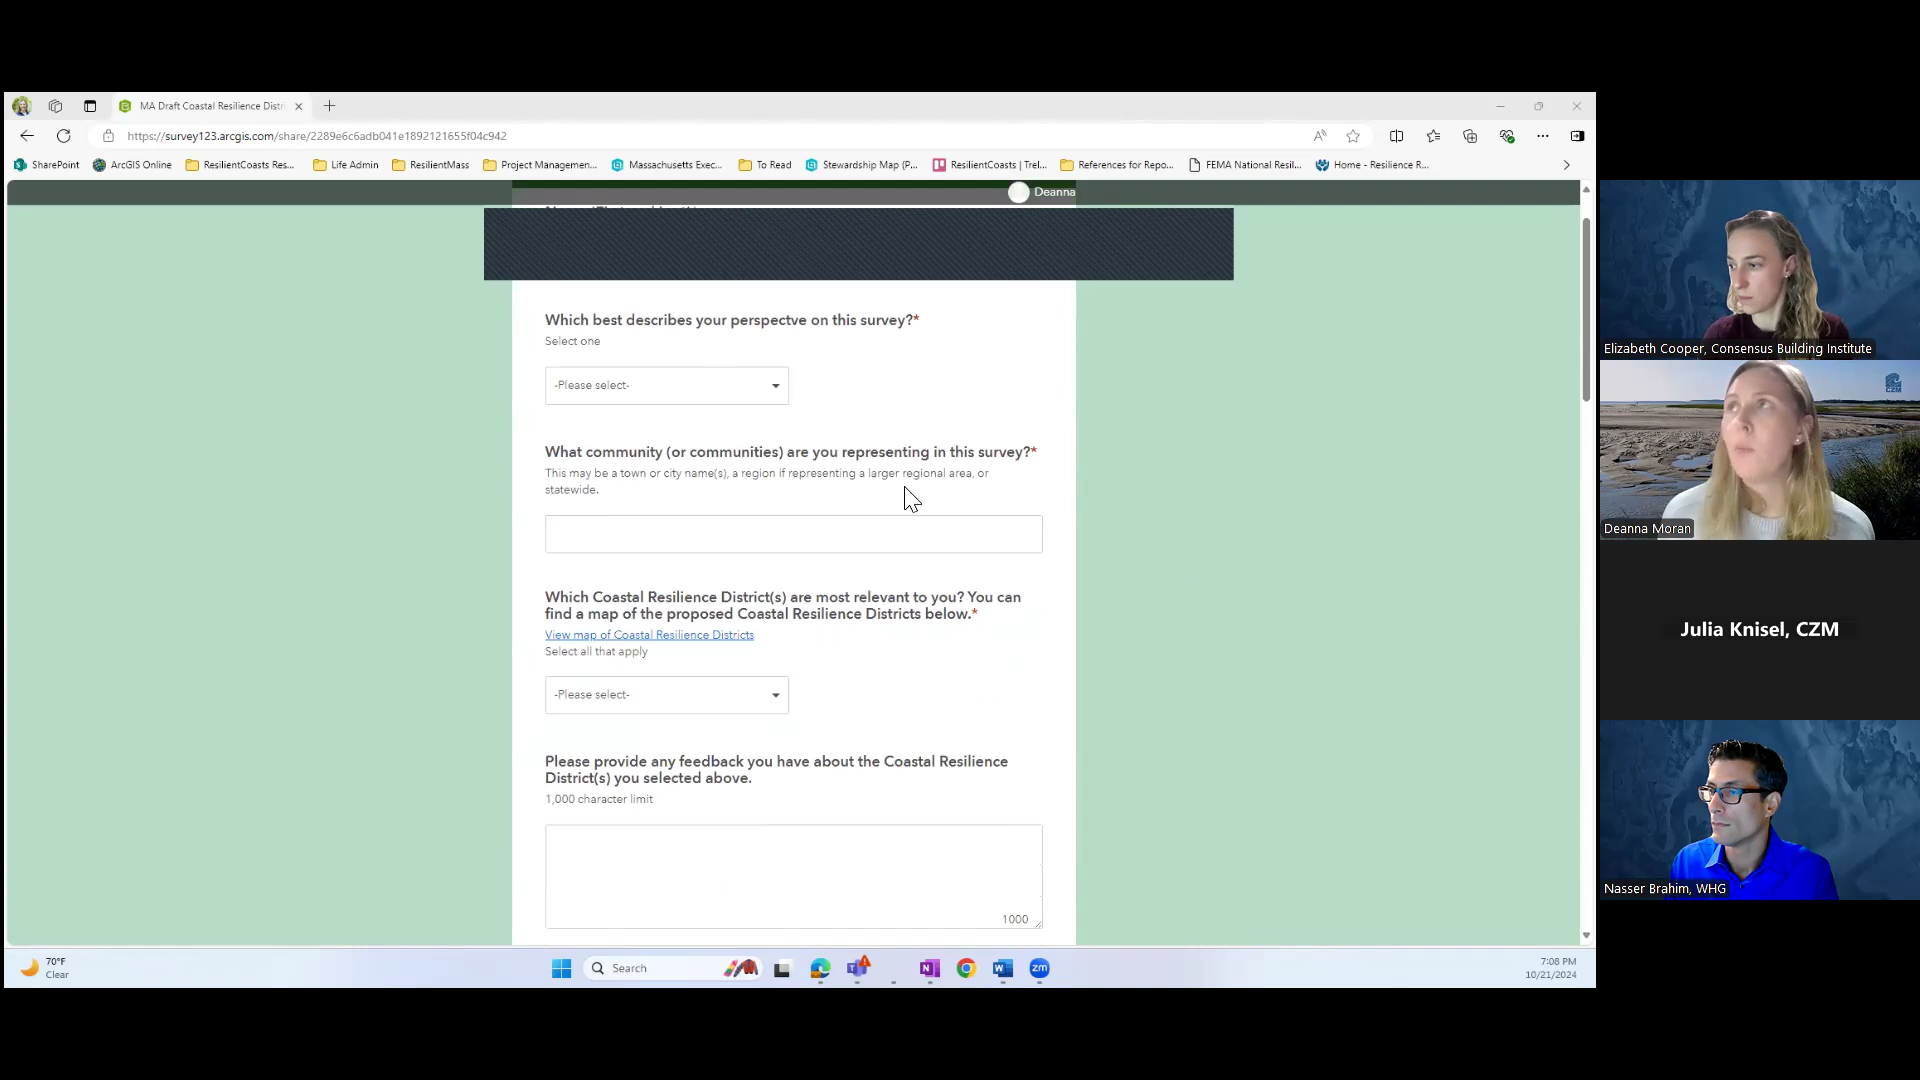 MA Draft Coastal Resilience Distri
https://survey123.arcgis.com/share/2289e6c6adb041e1892121655f04c942
SharePoint
ArcGIS Online
ResilientCoasts Res...
Life Admin
ResilientMass
Project Managemen...
Massachusetts Exec...
To Read
Stewardship Map (P...
ResilientCoasts | Trel...
References for Repo...
FEMA National Resil...
Home - Resilience R...
Deanna
Which best describes your perspectve on this survey?*
Select one
-Please select-
What community (or communities) are you representing in this survey?*
This may be a town or city name(s), a region if representing a larger regional area, or
statewide.
Which Coastal Resilience District(s) are most relevant to you? You can
find a map of the proposed Coastal Resilience Districts below.*
View map of Coastal Resilience Districts
Select all that apply
-Please select-
Please provide any feedback you have about the Coastal Resilience
District(s) you selected above.
1,000 character limit
1000
70°F
Clear
Search
zm
7:08 PM
10/21/2024
Elizabeth Cooper, Consensus Building Institute
CZM
Deanna Moran
Julia Knisel, CZM
Nasser Brahim, WHG